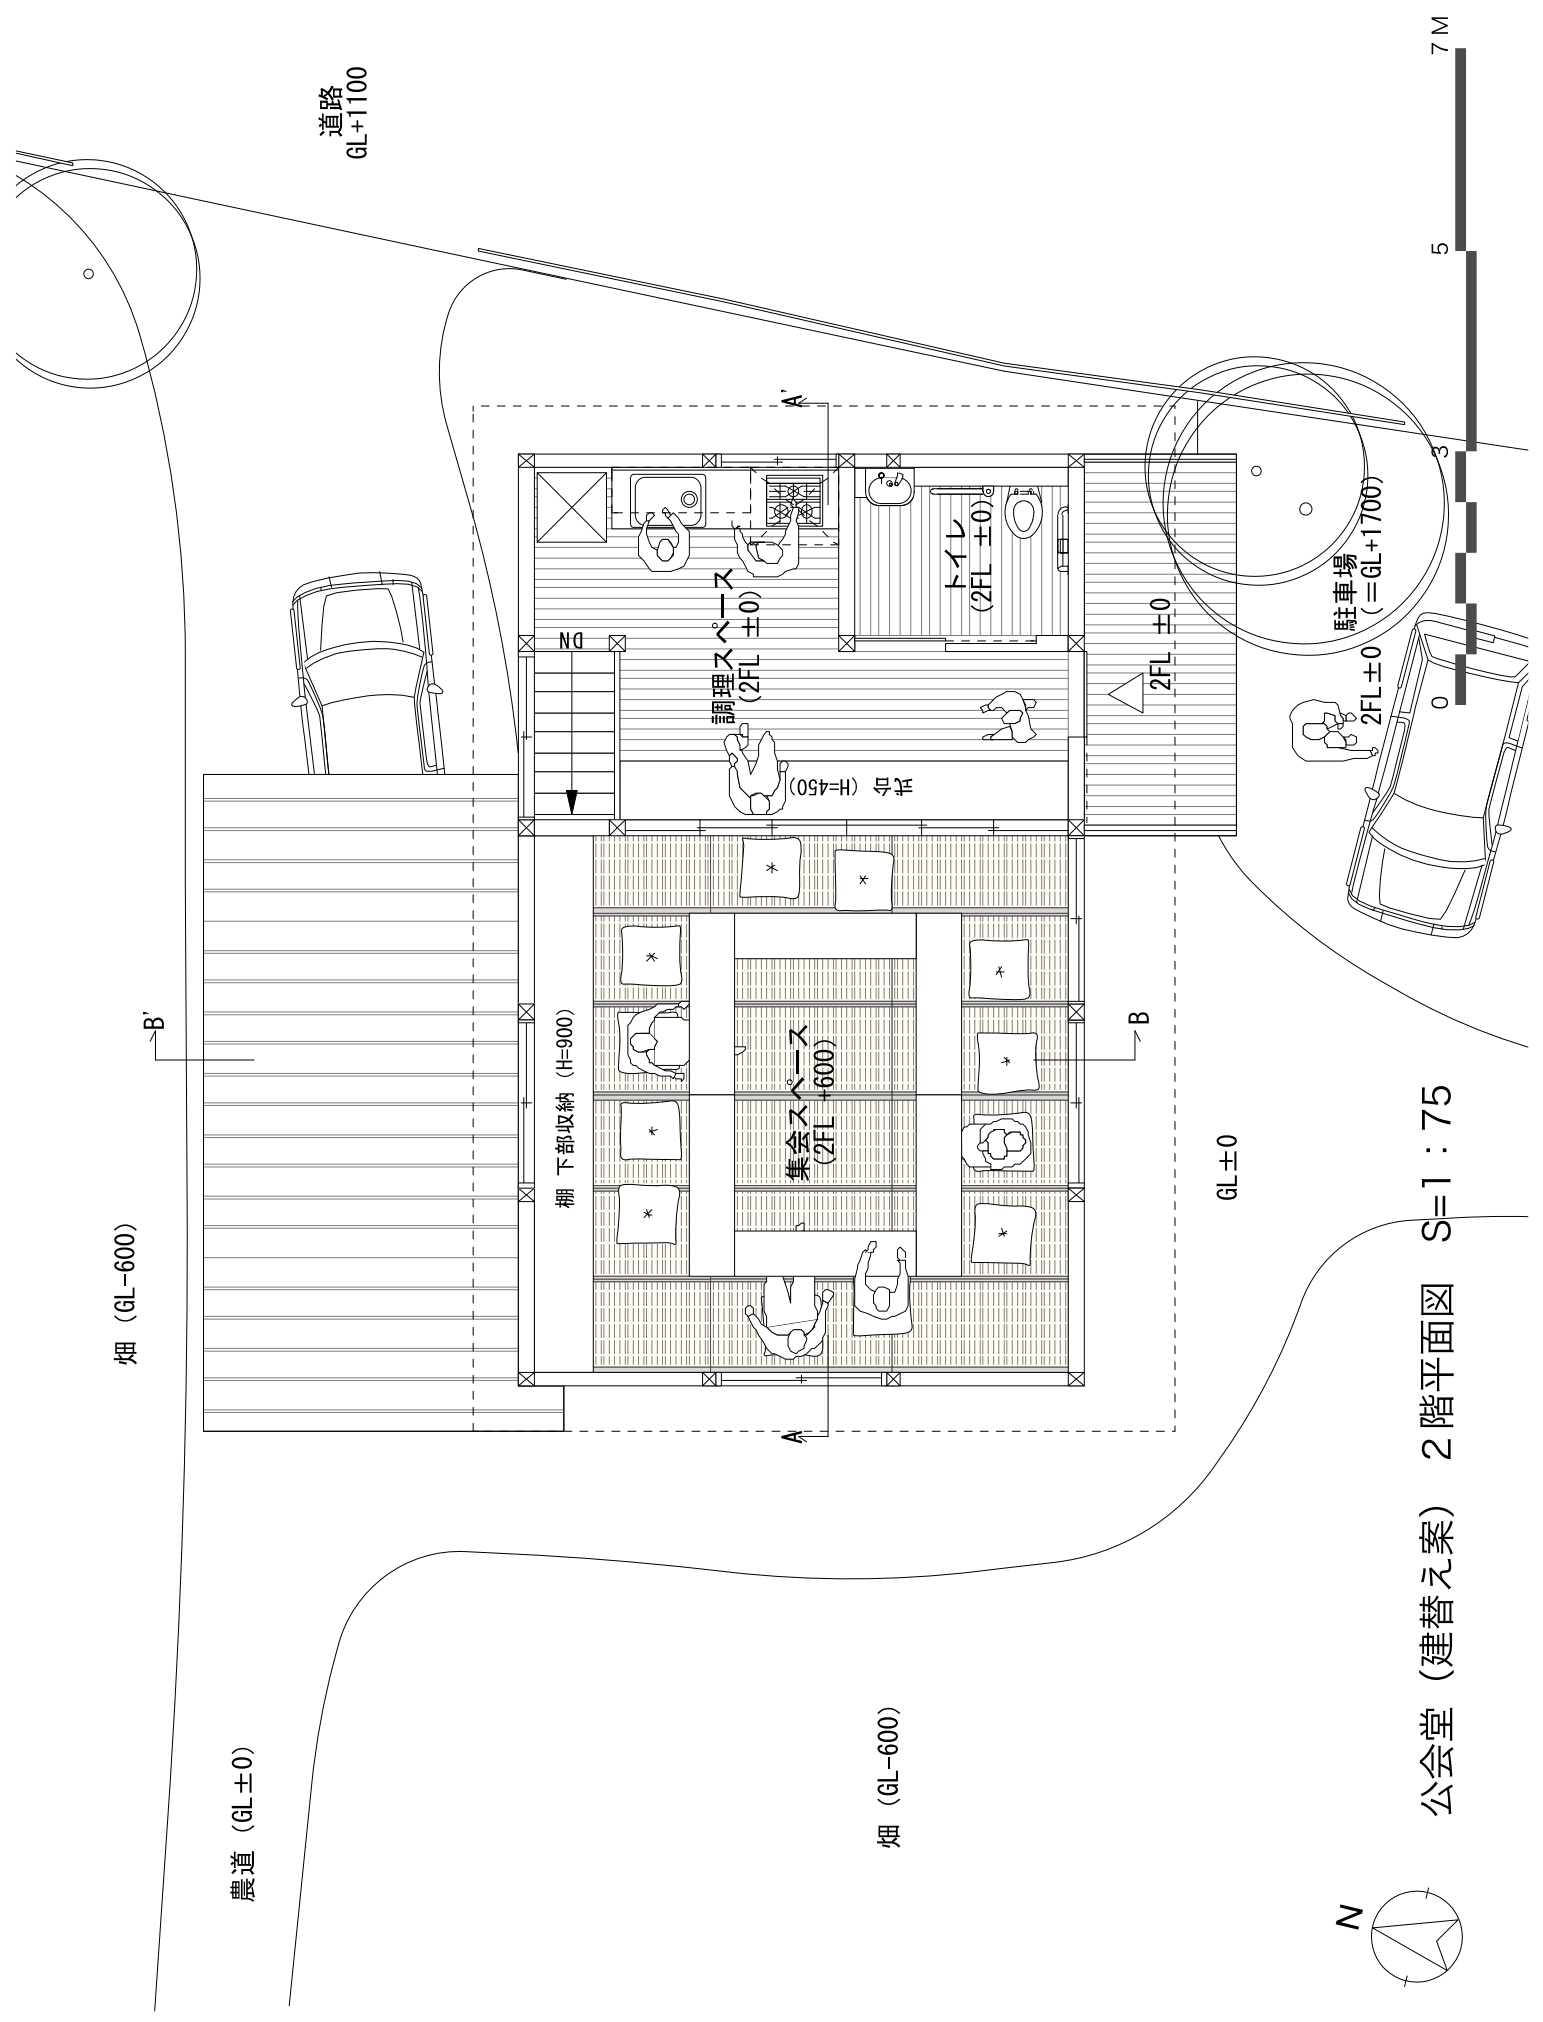 道路
GL+1100
A'
DN
調理スペース
(2FL ±0)
トイレ
(2FL ±0)
式台 (H=450)
2FL ±0
駐車場
(=GL+1700)
2FL±0
B'
畑 (GL-600)
棚 下部収納 (H=900)
集会スペース
(2FL +600)
B
GL±0
A
農道 (GL±0)
畑 (GL-600)
公会堂 (建替え案) 2階平面図 S=1:75
0
3
5
7M
N